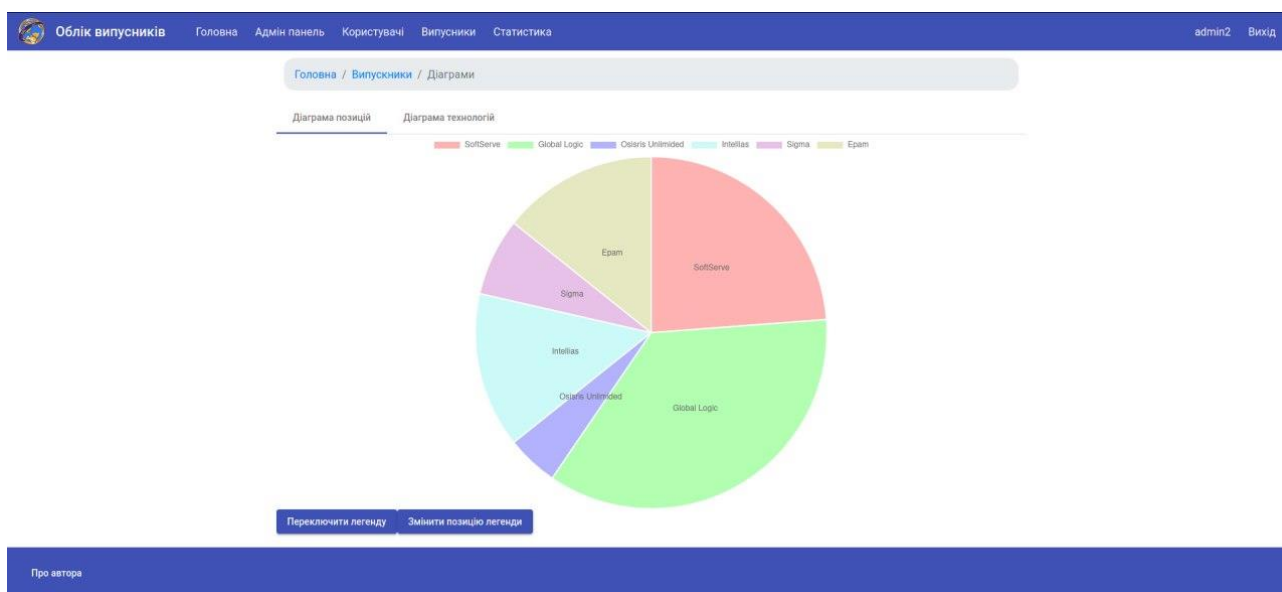 Облік випусників Головна Адмін панель Користувачі Випусники Статистика admin2 Вихід
Головна / Випускники / Діаграми
Діаграма позицій Діаграма технологій
SoftServe Global Logic Osisris Unlimided Intellias Sigma Epam
Epam
SoftServe
Sigma
Intellias
Osisris Unlimided
Global Logic
Переключити легенду Змінити позицію легенди
Про автора